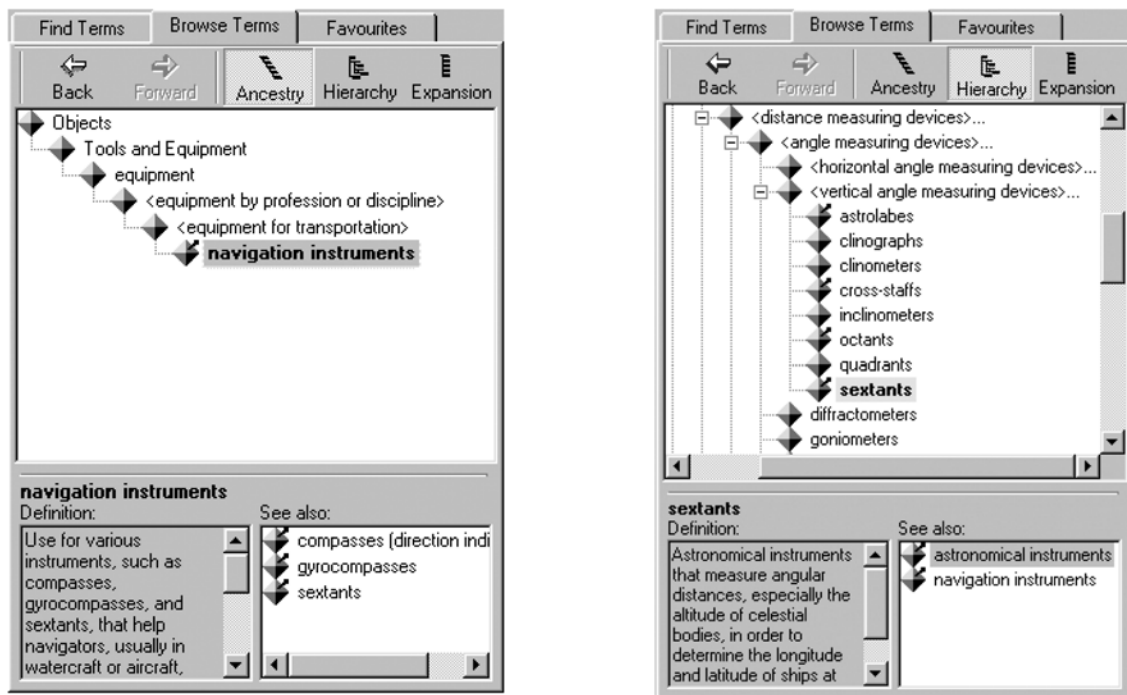 Find Terms Browse Terms Favourites
Back Forward Ancestry Hierarchy Expansion
Objects
Tools and Equipment
equipment
<equipment by profession or discipline>
<equipment for transportation>
navigation instruments
navigation instruments
Definition:
Use for various
instruments, such as
compasses,
gyrocompasses, and
sextants, that help
navigators, usually in
watercraft or aircraft,
See also:
compasses (direction indi
gyrocompasses
sextants
Find Terms Browse Terms Favourites
Back Forward Ancestry Hierarchy Expansion
<distance measuring devices>...
<angle measuring devices>...
<horizontal angle measuring devices>...
<vertical angle measuring devices>...
astrolabes
clinographs
clinometers
cross-staffs
inclinometers
octants
quadrants
sextants
diffractometers
goniometers
sextants
Definition:
Astronomical instruments
that measure angular
distances, especially the
altitude of celestial
bodies, in order to
determine the longitude
and latitude of ships at
See also:
astronomical instruments
navigation instruments